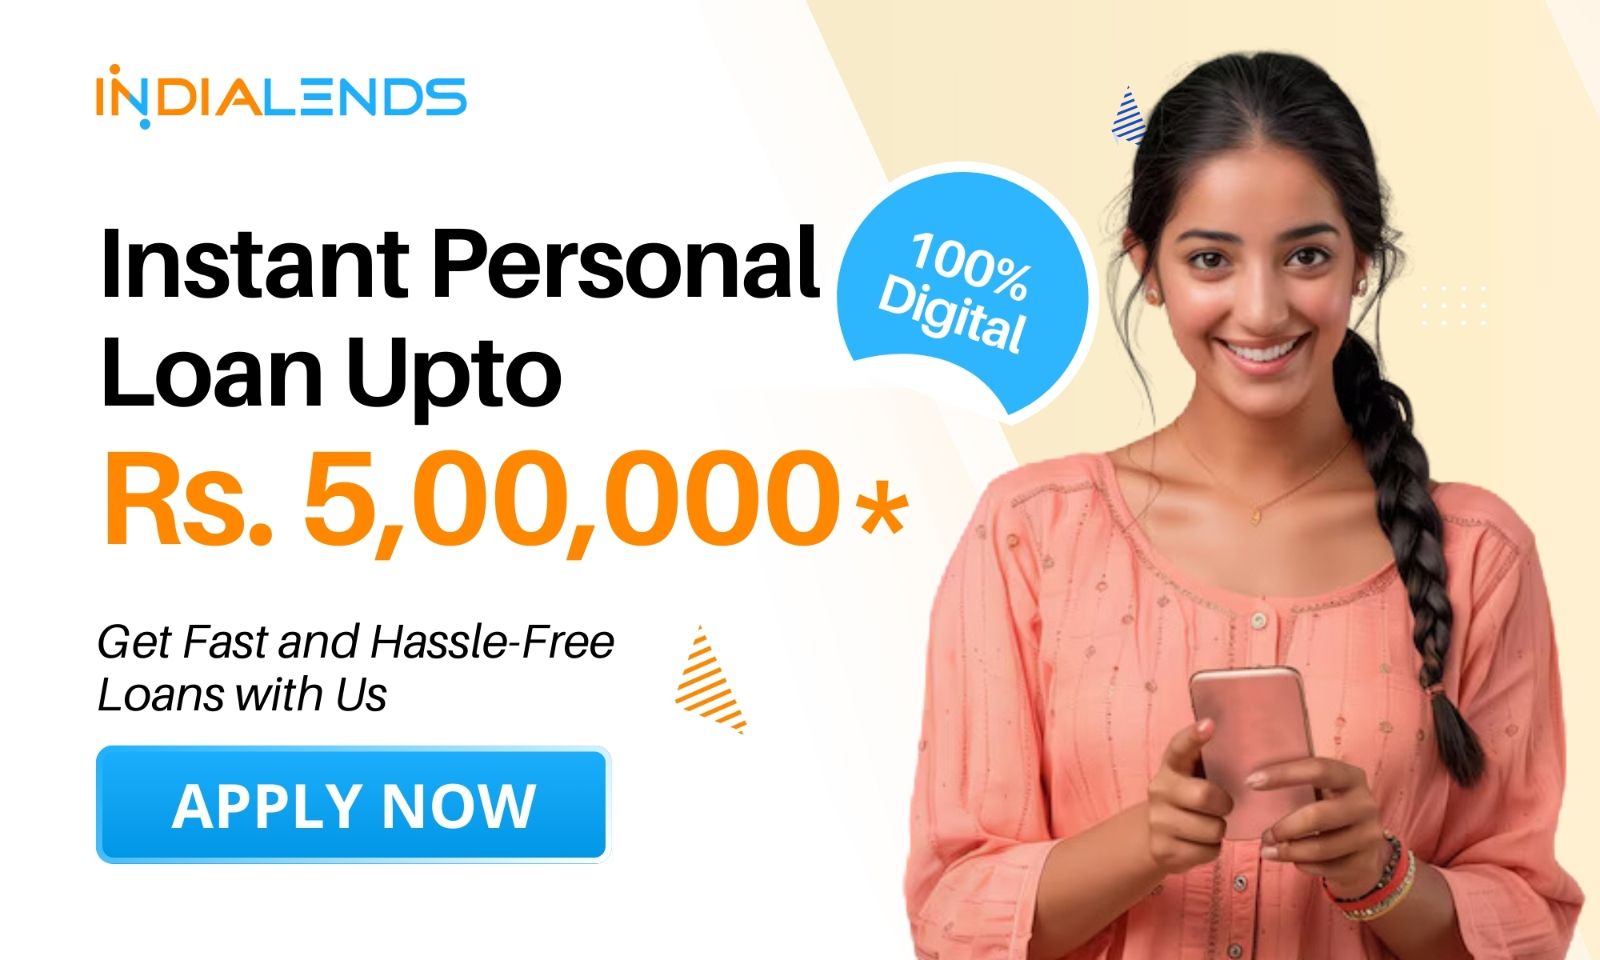 INDIALENDS
Instant Personal
Loan Upto
Rs. 5,00,000*
100%
Digital
Get Fast and Hassle-Free
Loans with Us
APPLY NOW